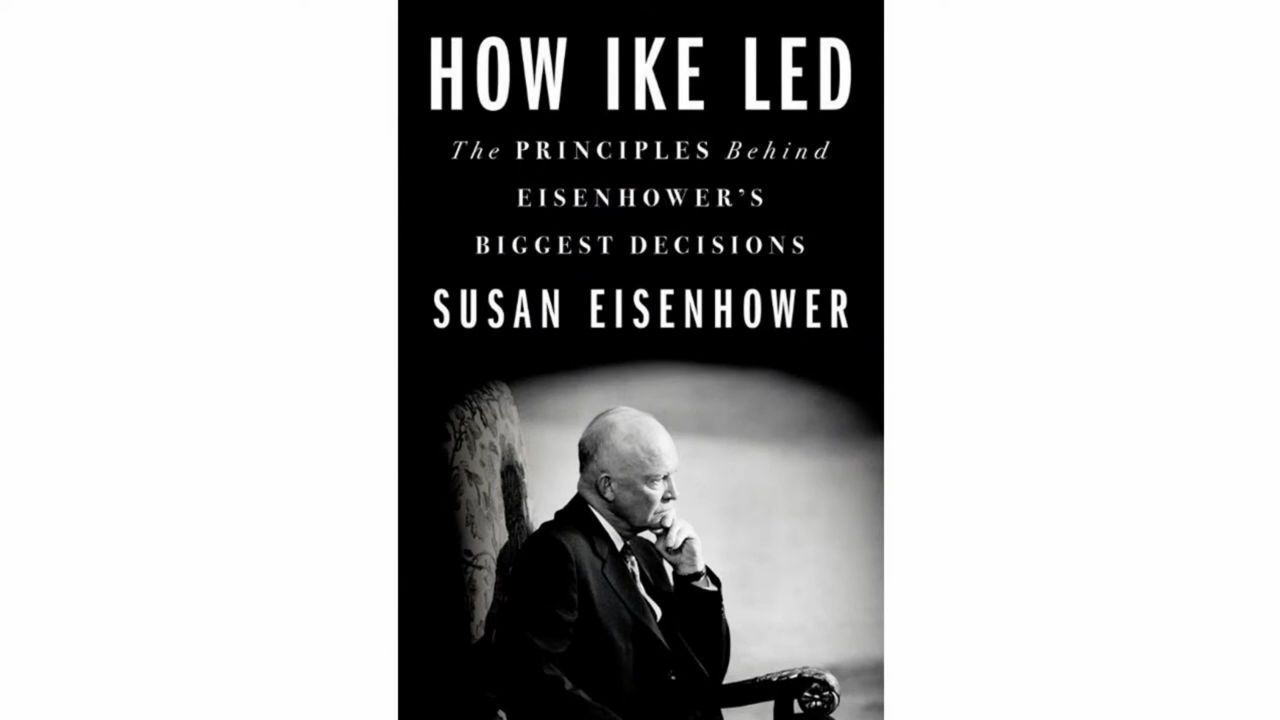 HOW IKE LED
The PRINCIPLES Behind
EISENHOWER’S
BIGGEST DECISIONS
SUSAN EISENHOWER